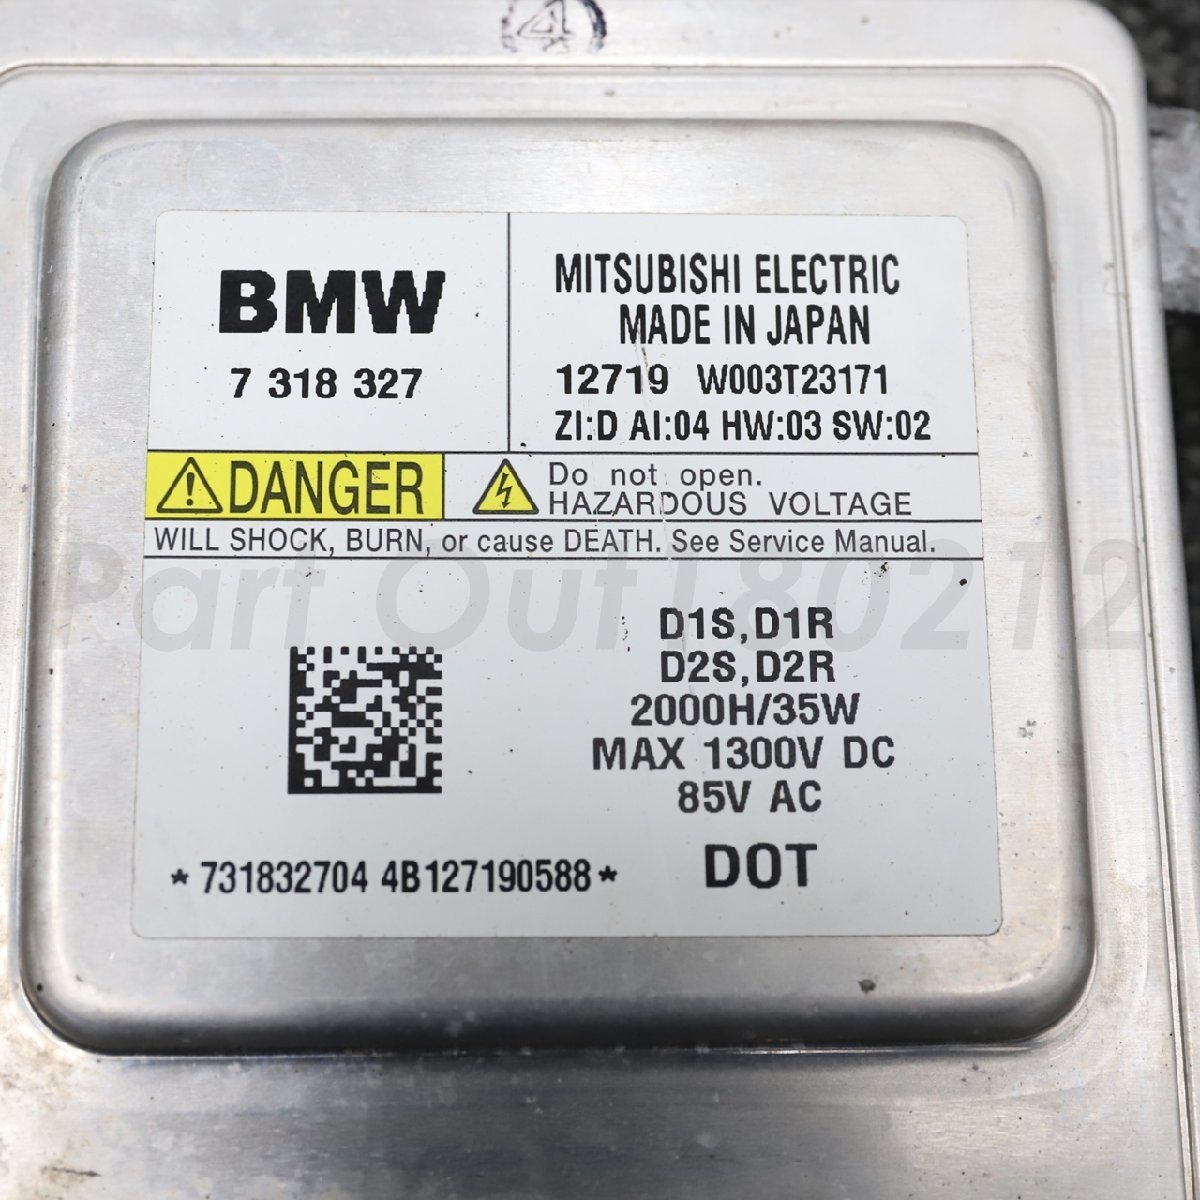 4
BMW
7 318 327
MITSUBISHI ELECTRIC
MADE IN JAPAN
12719 W003T23171
ZI:D AI:04 HW:03 SW:02
DANGER
Do not open.
HAZARDOUS VOLTAGE
WILL SHOCK, BURN, or cause DEATH. See Service Manual.
Part Out180212
D1S,D1R
D2S,D2R
2000H/35W
MAX 1300V DC
85V AC
DOT
*731832704 4B127190588*